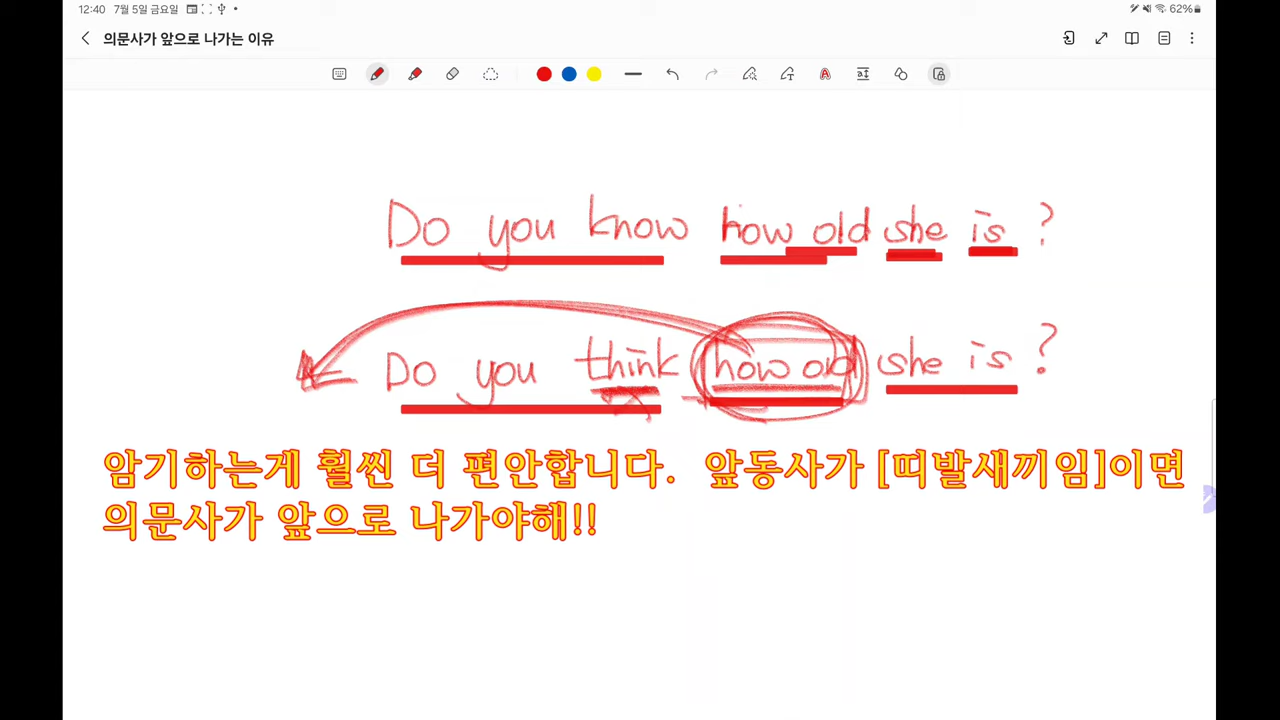 12:40 7월 5일 금요일 62%
의문사가 앞으로 나가는 이유
Do you know how old she is ?
Do you think how old she is ?
암기하는게 훨씬 더 편안합니다. 앞동사가 [띠발새끼임]이면
의문사가 앞으로 나가야해!!